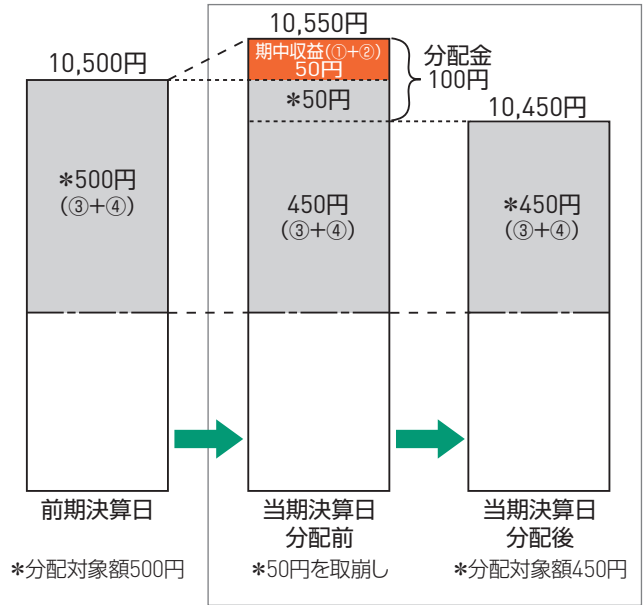 10,500円
10,550円
期中収益(①+②)
50円
分配金
100円
*50円
10,450円
*500円
(③+④)
450円
(③+④)
*450円
(③+④)
前期決算日
当期決算日
分配前
当期決算日
分配後
*分配対象額500円
*50円を取崩し
*分配対象額450円